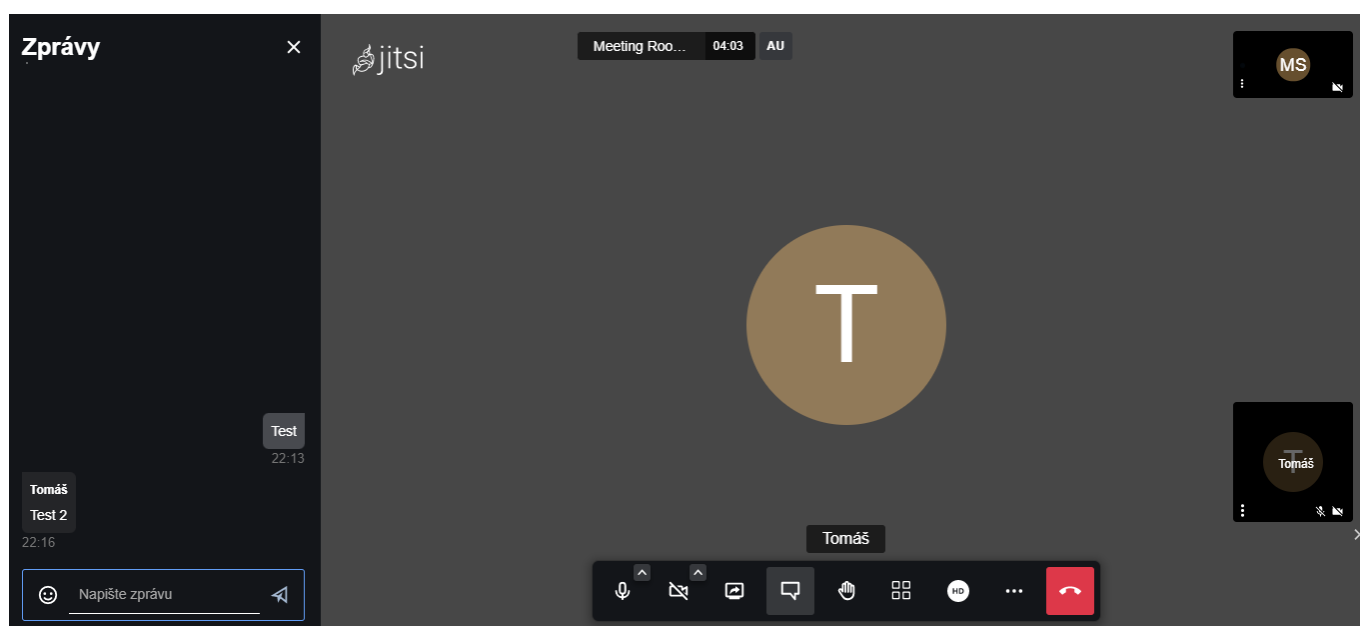 Zprávy
jitsi
Meeting Roo... 04:03 AU
MS
T
Test
22:13
Tomáš
Test 2
22:16
T
Tomáš
Tomáš
Napište zprávu
HD